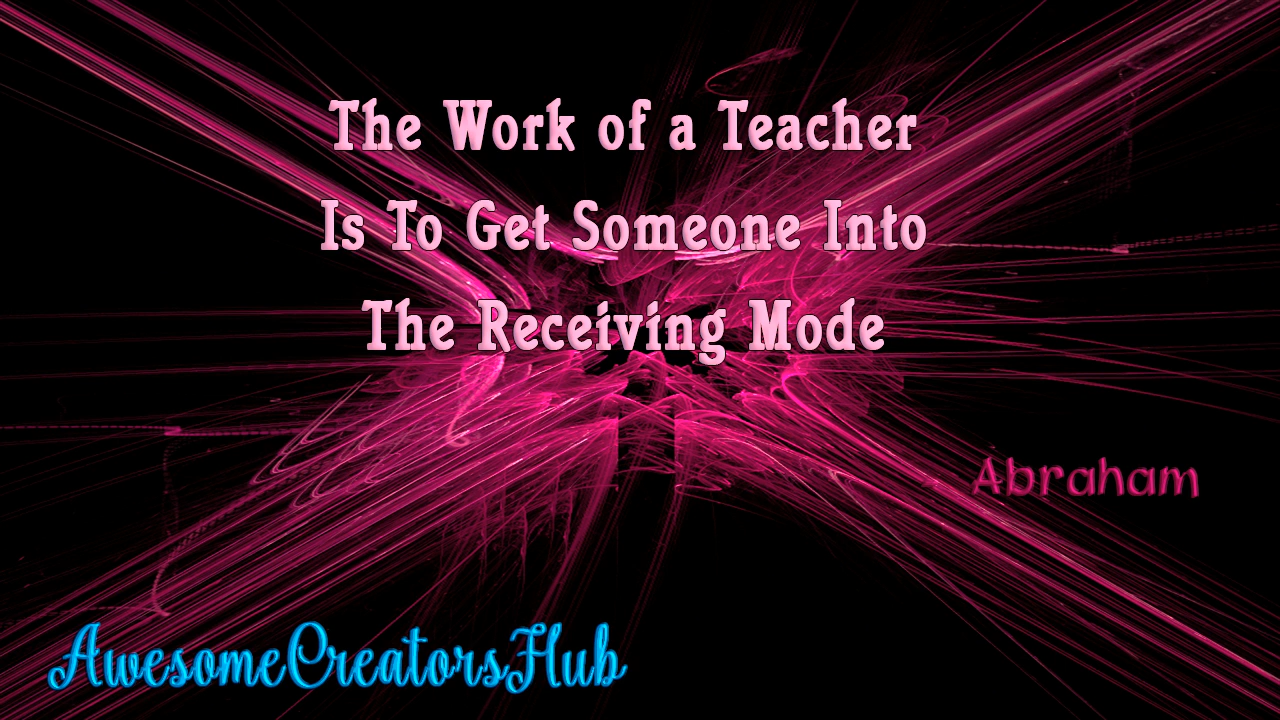 The Work of a Teacher
Is To Get Someone Into
The Receiving Mode
Abraham
AwesomeCreatorsHub